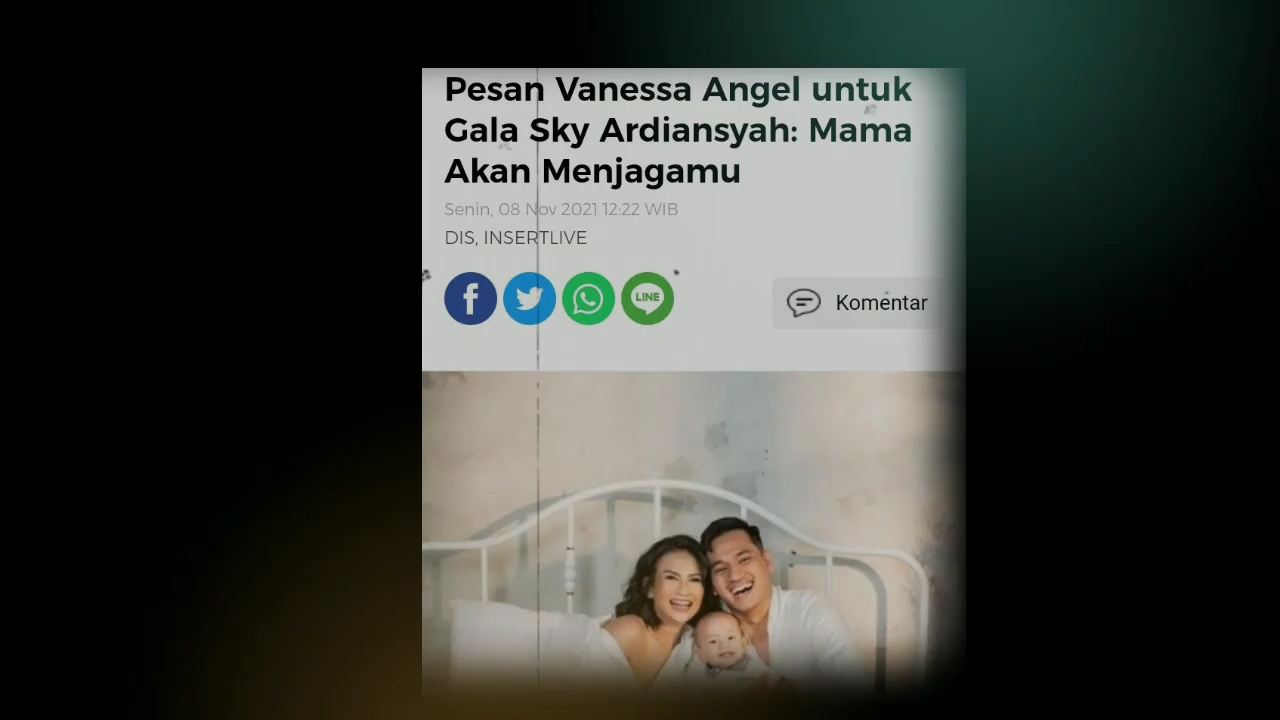 Pesan Vanessa Angel untuk
Gala Sky Ardiansyah: Mama
Akan Menjagamu
Senin, 08 Nov 2021 12:22 WIB
DIS, INSERTLIVE
LINE
Komentar